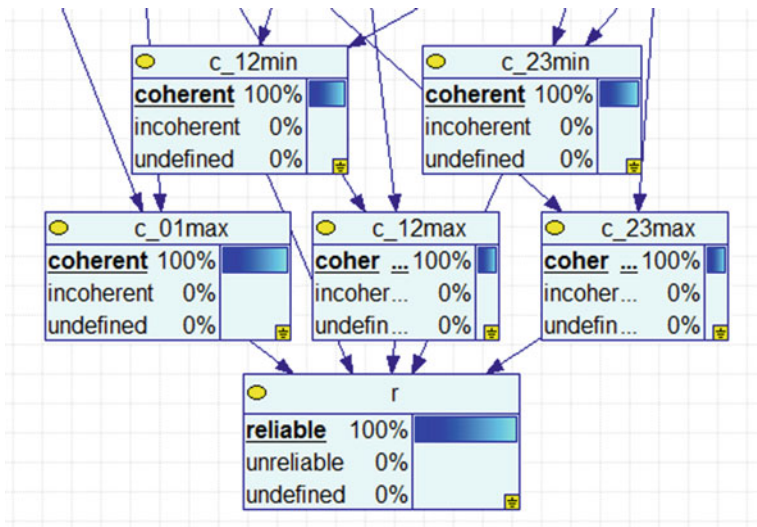 c_12min
coherent 100%
incoherent 0%
undefined 0%
c_23min
coherent 100%
incoherent 0%
undefined 0%
c_01max
coherent 100%
incoherent 0%
undefined 0%
c_12max
coher ... 100%
incoher... 0%
undefin... 0%
c_23max
coher ... 100%
incoher... 0%
undefin... 0%
r
reliable 100%
unreliable 0%
undefined 0%